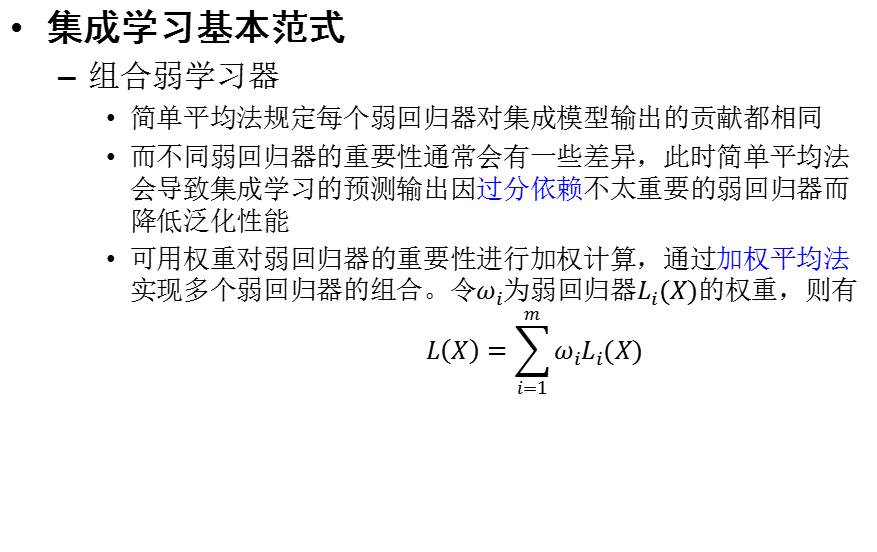 • 集成学习基本范式
– 组合弱学习器
• 简单平均法规定每个弱回归器对集成模型输出的贡献都相同
• 而不同弱回归器的重要性通常会有一些差异，此时简单平均法
会导致集成学习的预测输出因过分依赖不太重要的弱回归器而
降低泛化性能
• 可用权重对弱回归器的重要性进行加权计算，通过加权平均法
实现多个弱回归器的组合。令ω_i为弱回归器L_i(X)的权重，则有
L(X) = ∑_{i=1}^{m} ω_i L_i(X)